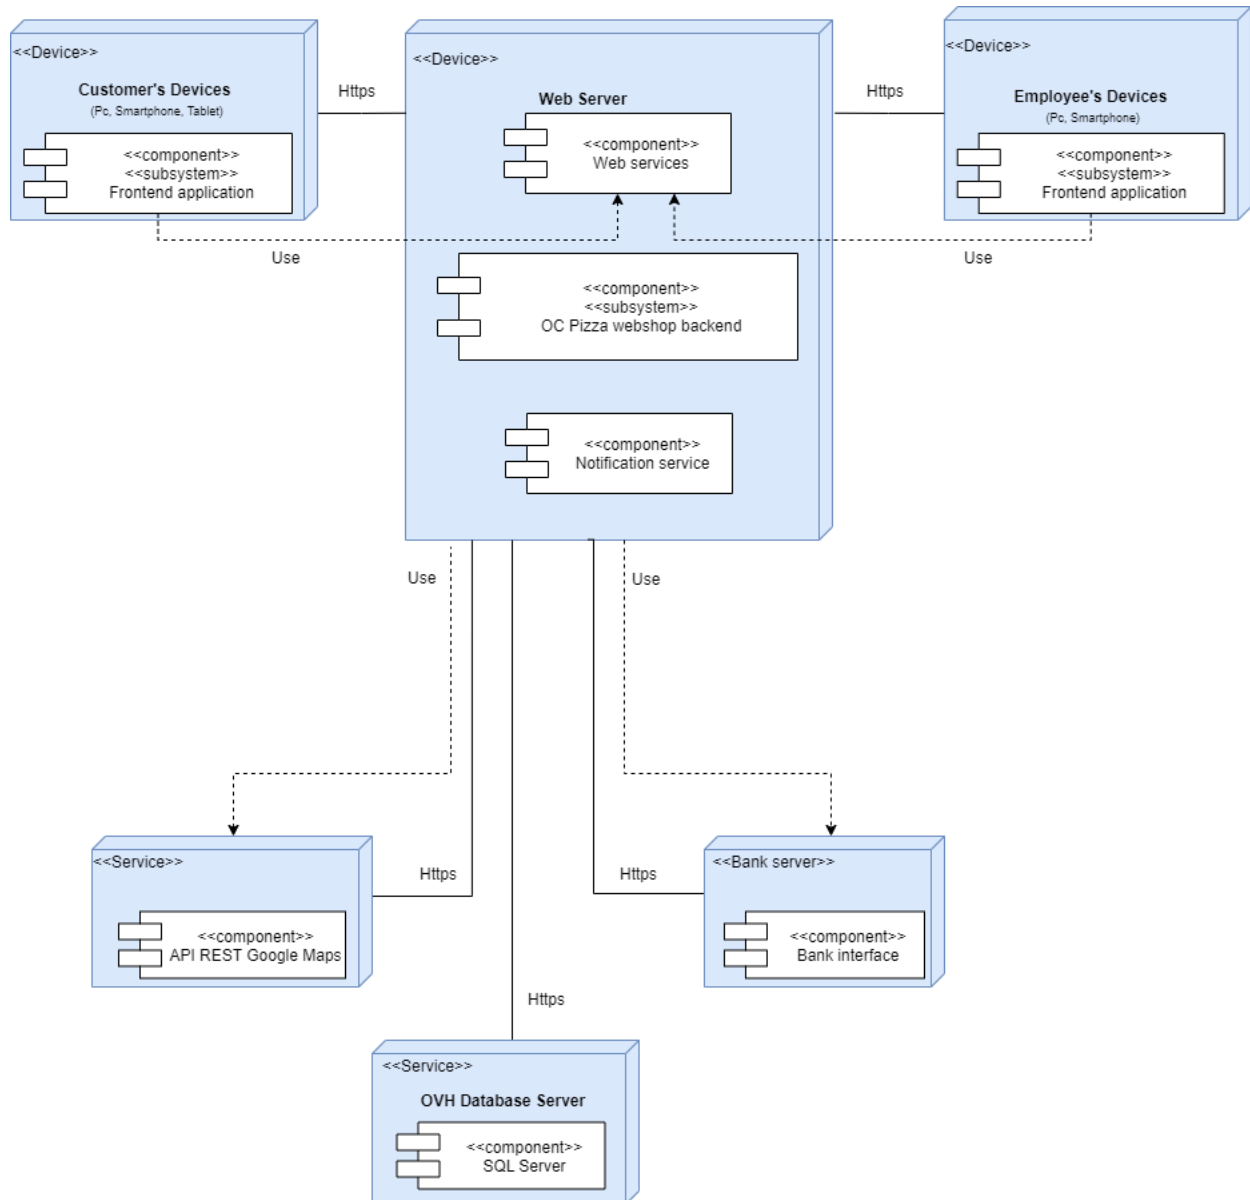 <<Device>>
Customer's Devices
(Pc, Smartphone, Tablet)
<<component>>
<<subsystem>>
Frontend application
Https
Use
<<Device>>
Web Server
<<component>>
Web services
<<component>>
<<subsystem>>
OC Pizza webshop backend
<<component>>
Notification service
Https
Use
<<Device>>
Employee's Devices
(Pc, Smartphone)
<<component>>
<<subsystem>>
Frontend application
Use
Use
<<Service>>
<<component>>
API REST Google Maps
Https
Https
<<Bank server>>
<<component>>
Bank interface
Https
<<Service>>
OVH Database Server
<<component>>
SQL Server